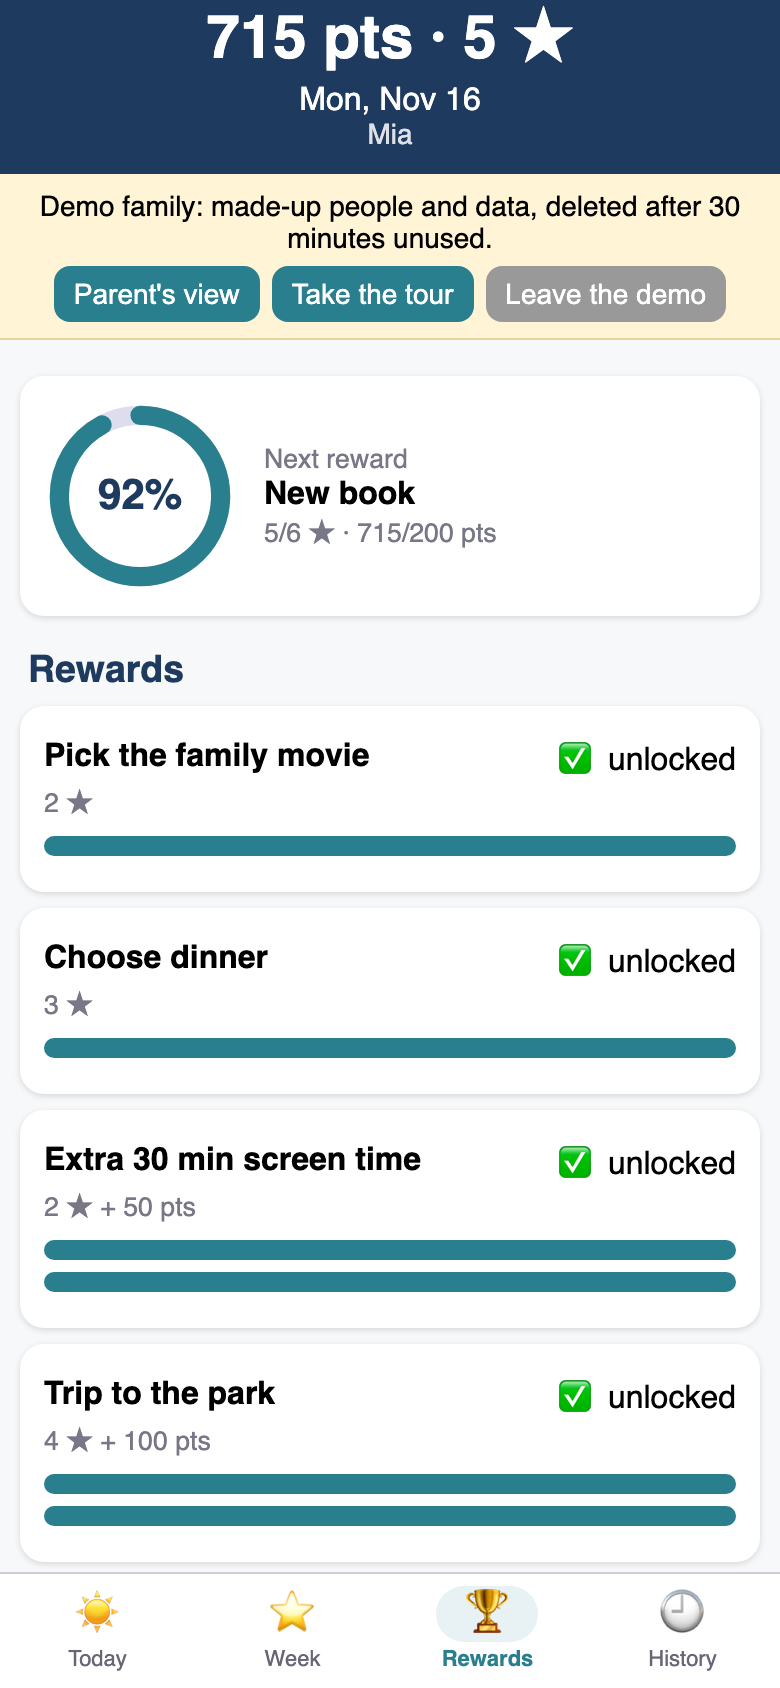 715 pts · 5 ★
Mon, Nov 16
Mia
Demo family: made-up people and data, deleted after 30
minutes unused.
Parent's view
Take the tour
Leave the demo
92%
Next reward
New book
5/6 ★ · 715/200 pts
Rewards
Pick the family movie
✅ unlocked
2 ★
Choose dinner
✅ unlocked
3 ★
Extra 30 min screen time
✅ unlocked
2 ★ + 50 pts
Trip to the park
✅ unlocked
4 ★ + 100 pts
Today
Week
Rewards
History